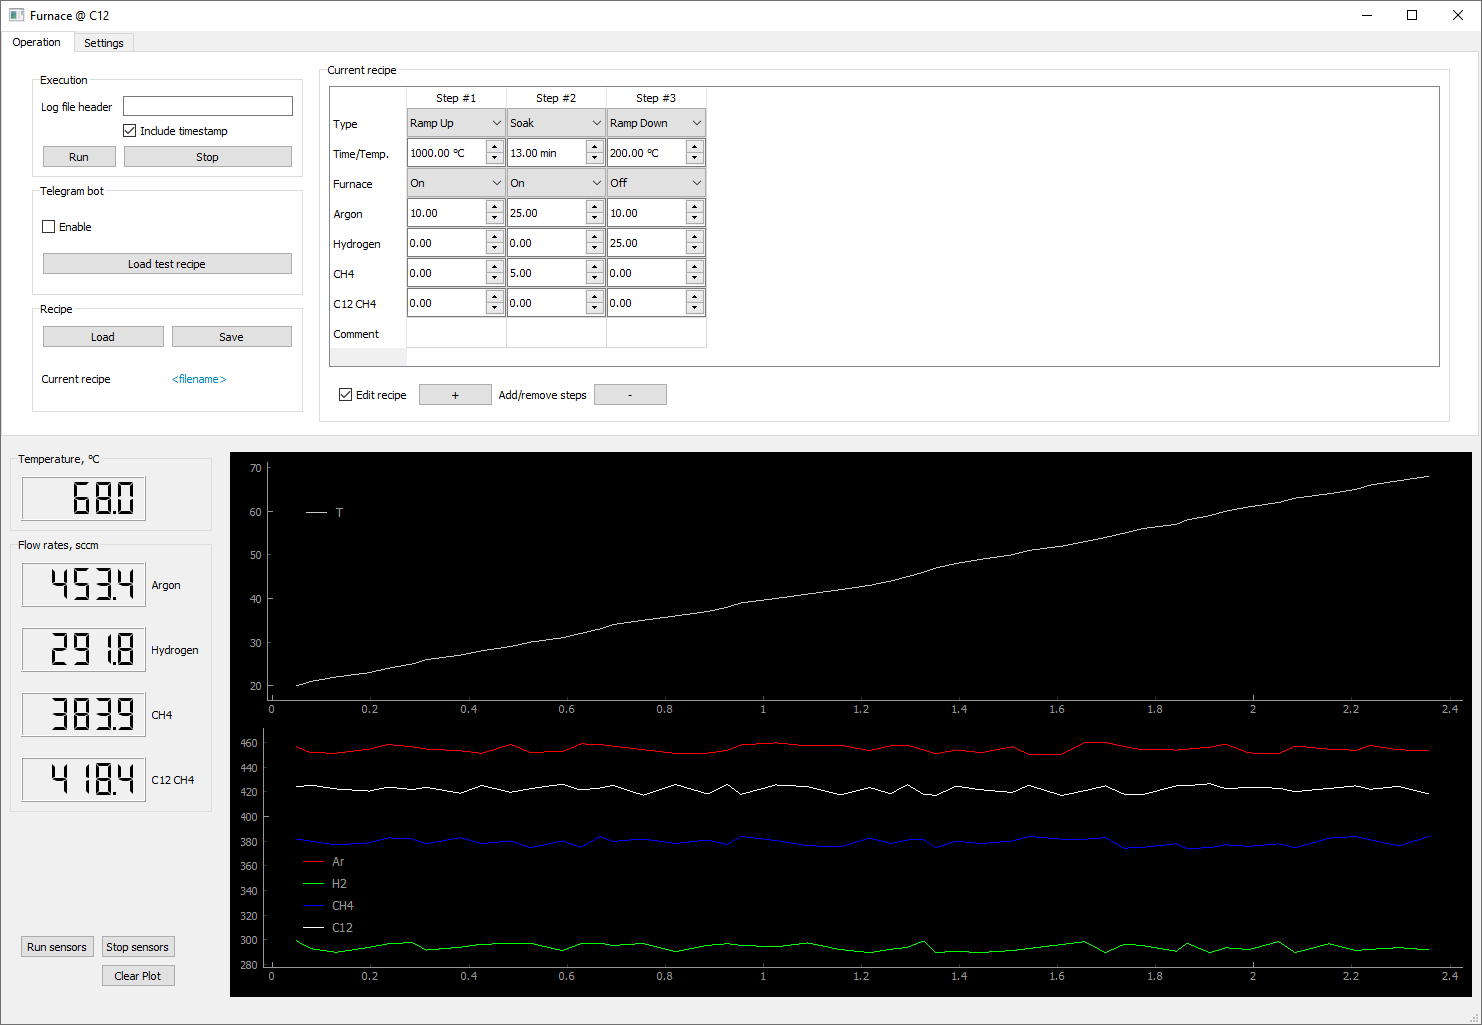 Furnace @ C12
Operation Settings
Execution
Log file header
Include timestamp
Run Stop
Telegram bot
Enable
Load test recipe
Recipe
Load Save
Current recipe <filename>
Current recipe
Step #1 Step #2 Step #3
Type Ramp Up Soak Ramp Down
Time/Temp. 1000.00 °C 13.00 min 200.00 °C
Furnace On On Off
Argon 10.00 25.00 10.00
Hydrogen 0.00 0.00 25.00
CH4 0.00 5.00 0.00
C12 CH4 0.00 0.00 0.00
Comment
Edit recipe + Add/remove steps -
Temperature, °C
68.0
Flow rates, sccm
453.4 Argon
291.8 Hydrogen
383.9 CH4
418.4 C12 CH4
Run sensors Stop sensors
Clear Plot
70
60
50
40
30
20
T
0 0.2 0.4 0.6 0.8 1 1.2 1.4 1.6 1.8 2 2.2 2.4
460
440
420
400
380
360
340
320
300
280
Ar
H2
CH4
C12
0 0.2 0.4 0.6 0.8 1 1.2 1.4 1.6 1.8 2 2.2 2.4